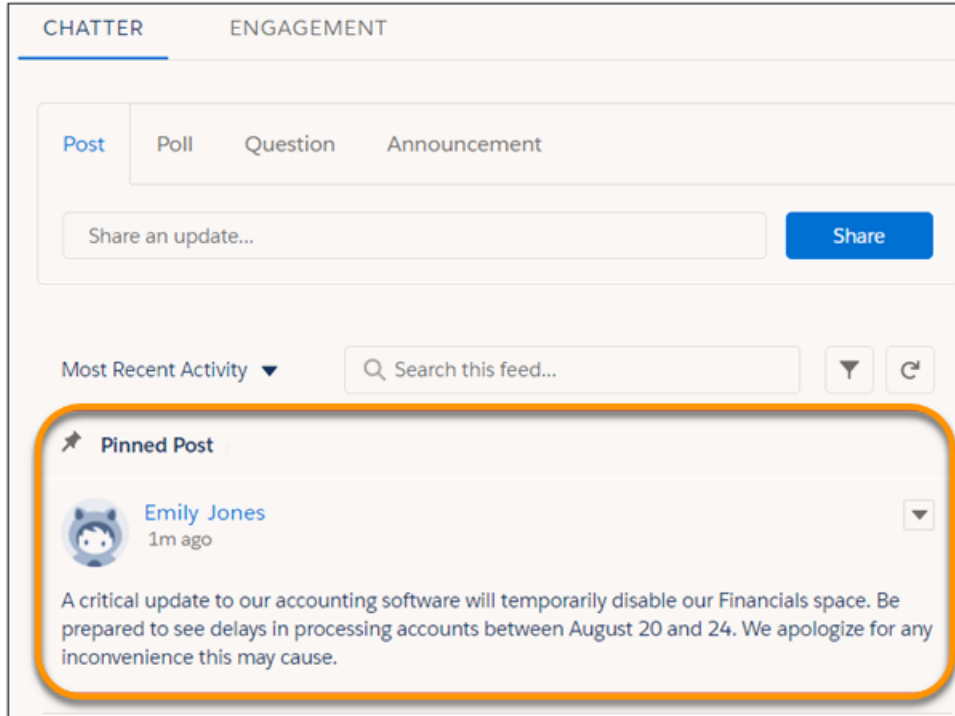 CHATTER ENGAGEMENT
Post Poll Question Announcement
Share an update... Share
Most Recent Activity Search this feed...
Pinned Post
Emily Jones
1m ago
A critical update to our accounting software will temporarily disable our Financials space. Be
prepared to see delays in processing accounts between August 20 and 24. We apologize for any
inconvenience this may cause.